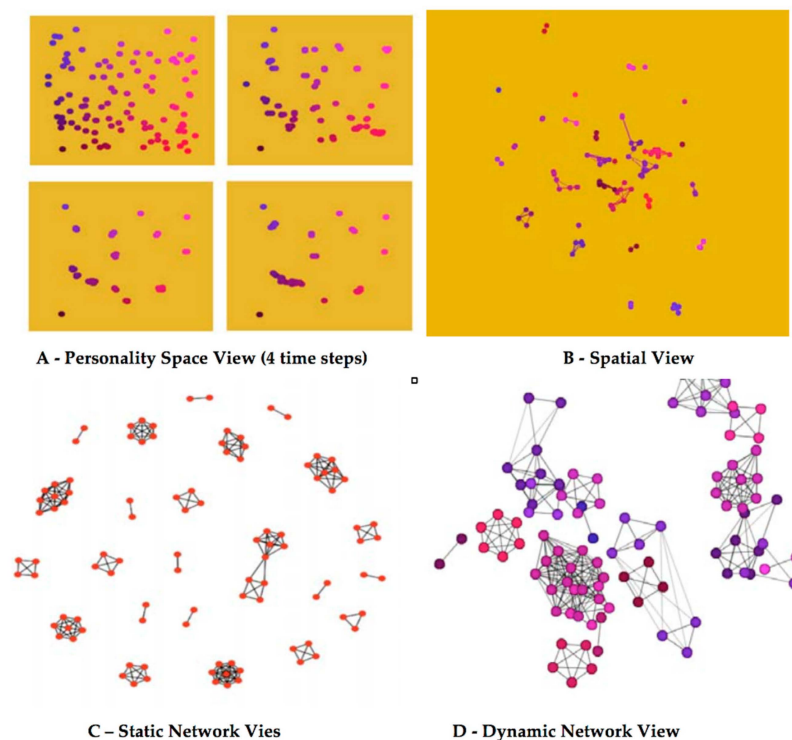 A - Personality Space View (4 time steps)
B - Spatial View
C – Static Network Vies
D - Dynamic Network View